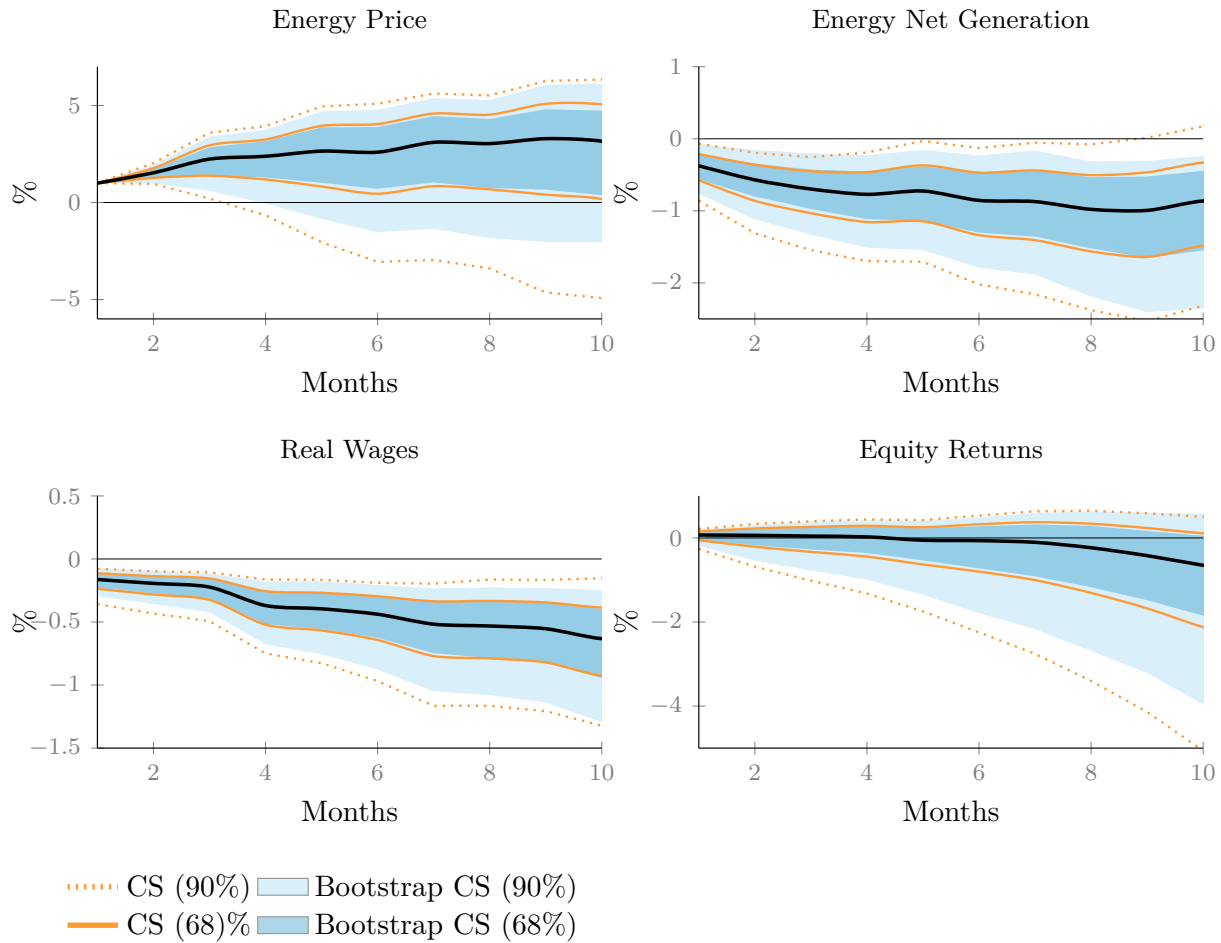 Energy Price
5
0
−5
%
2 4 6 8 10
Months
Energy Net Generation
1
0
−1
−2
%
2 4 6 8 10
Months
Real Wages
0.5
0
−0.5
−1
−1.5
%
2 4 6 8 10
Months
Equity Returns
0
−2
−4
%
2 4 6 8 10
Months
CS (90%) Bootstrap CS (90%)
CS (68)% Bootstrap CS (68%)